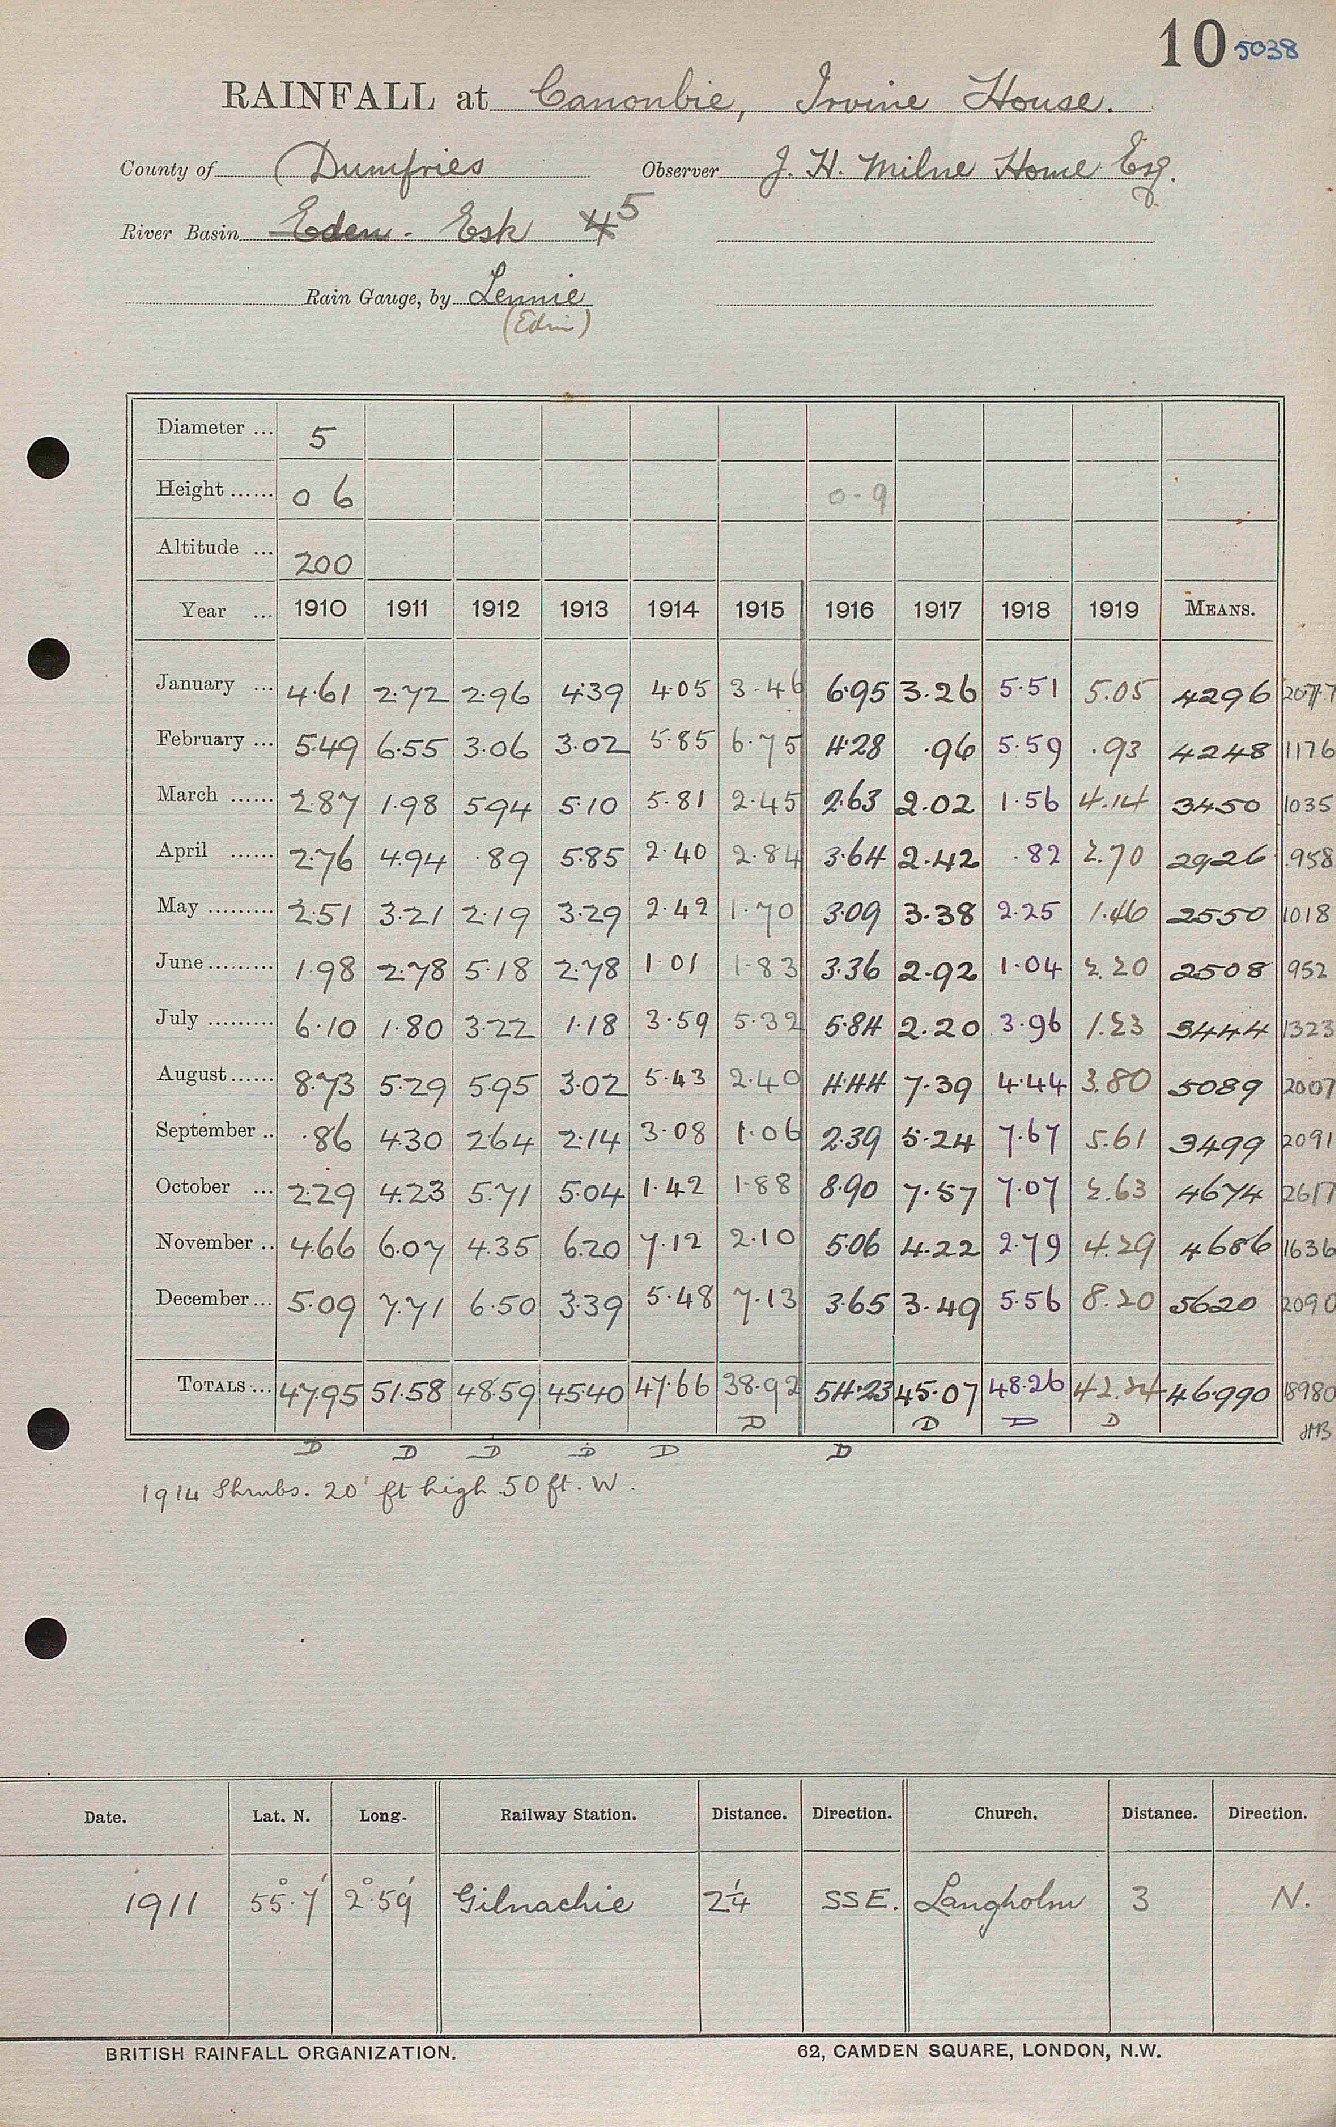 10 5038
RAINFALL at Canonbie, Irvine House.
County of Dumfries Observer J. H. Milne Home Esq.
River Basin Eden - Esk 4 5
Rain Gauge, by Lennie
(Edin)
Diameter ... 5
Height ...... 0 6 0-9
Altitude ... 200
Year ... 1910 1911 1912 1913 1914 1915 1916 1917 1918 1919 MEANS.
January ... 4·61 2·72 2·96 4·39 4·05 3·46 6·95 3·26 5·51 5·05 4296 2077
February ... 5·49 6·55 3·06 3·02 5·85 6·75 4·28 ·96 5·59 ·93 4248 1176
March ...... 2·87 1·98 5·94 5·10 5·81 2·45 2·63 2·02 1·56 4·14 3450 1035
April ...... 2·76 4·94 ·89 5·85 2·40 2·84 3·64 2·42 ·82 2·70 2926 958
May ......... 2·51 3·21 2·19 3·29 2·42 1·70 3·09 3·38 2·25 1·46 2550 1018
June ......... 1·98 2·78 5·18 2·78 1·01 1·83 3·36 2·92 1·04 2·20 2508 952
July ......... 6·10 1·80 3·22 1·18 3·59 5·32 5·84 2·20 3·96 1·23 3444 1323
August ...... 8·73 5·29 5·95 3·02 5·43 2·40 4·44 7·39 4·44 3·80 5089 2007
September .. ·86 4·30 2·64 2·14 3·08 1·06 2·39 5·24 7·67 5·61 3499 2091
October ... 2·29 4·23 5·71 5·04 1·42 1·88 8·90 7·57 7·07 2·63 4674 2617
November .. 4·66 6·07 4·35 6·20 7·12 2·10 5·06 4·22 2·79 4·29 4686 1636
December ... 5·09 7·71 6·50 3·39 5·48 7·13 3·65 3·49 5·56 8·20 5620 2090
TOTALS ... 47·95 51·58 48·59 45·40 47·66 38·92 54·23 45·07 48·26 42·24 46·990 18980
D D D D D D D D D D JMB
1914 Shrubs. 20 ft high 50 ft. W.
Date. Lat. N. Long. Railway Station. Distance. Direction. Church. Distance. Direction.
1911 55°·7' 2°·59' Gilnachie 2¼ SSE. Langholm 3 N.
BRITISH RAINFALL ORGANIZATION. 62, CAMDEN SQUARE, LONDON, N.W.